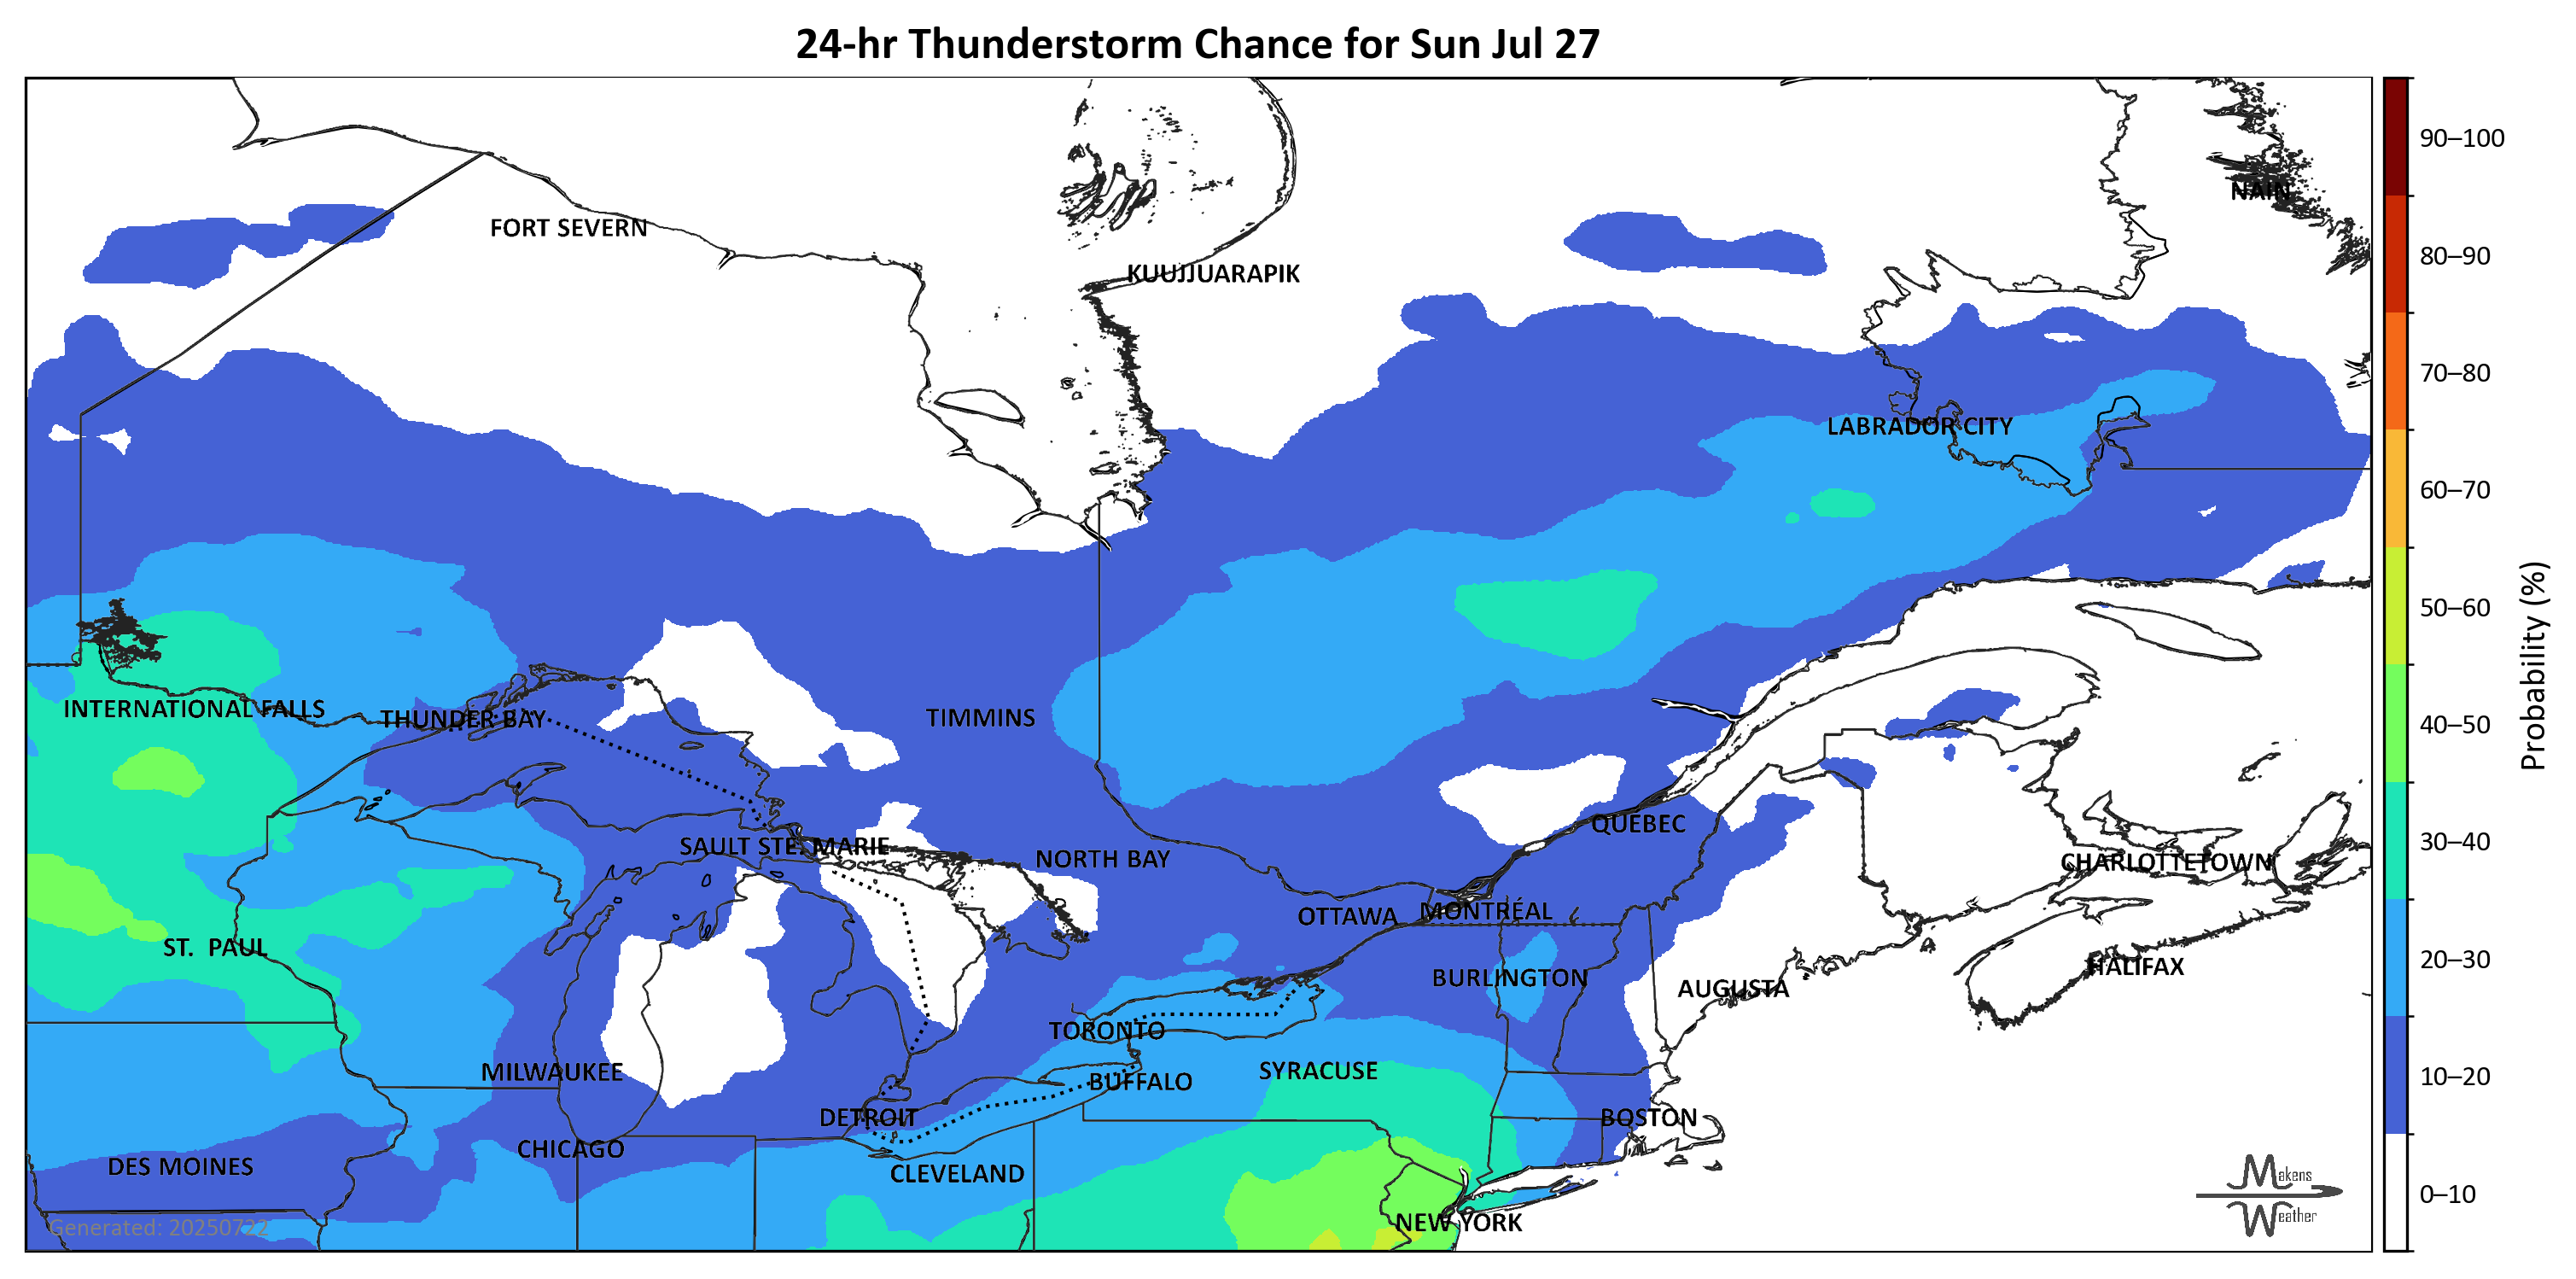 24-hr Thunderstorm Chance for Sun Jul 27
90–100
NAIN
FORT SEVERN
80–90
KUUJJUARAPIK
70–80
LABRADOR CITY
60–70
50–60
Probability (%)
INTERNATIONAL FALLS
THUNDER BAY
TIMMINS
40–50
QUEBEC
SAULT STE. MARIE
30–40
NORTH BAY
CHARLOTTETOWN
OTTAWA
MONTRÉAL
ST. PAUL
20–30
HALIFAX
BURLINGTON
AUGUSTA
TORONTO
MILWAUKEE
SYRACUSE
BUFFALO
10–20
DETROIT
BOSTON
CHICAGO
DES MOINES
CLEVELAND
Makens
Weather
0–10
NEW YORK
Generated: 20250722